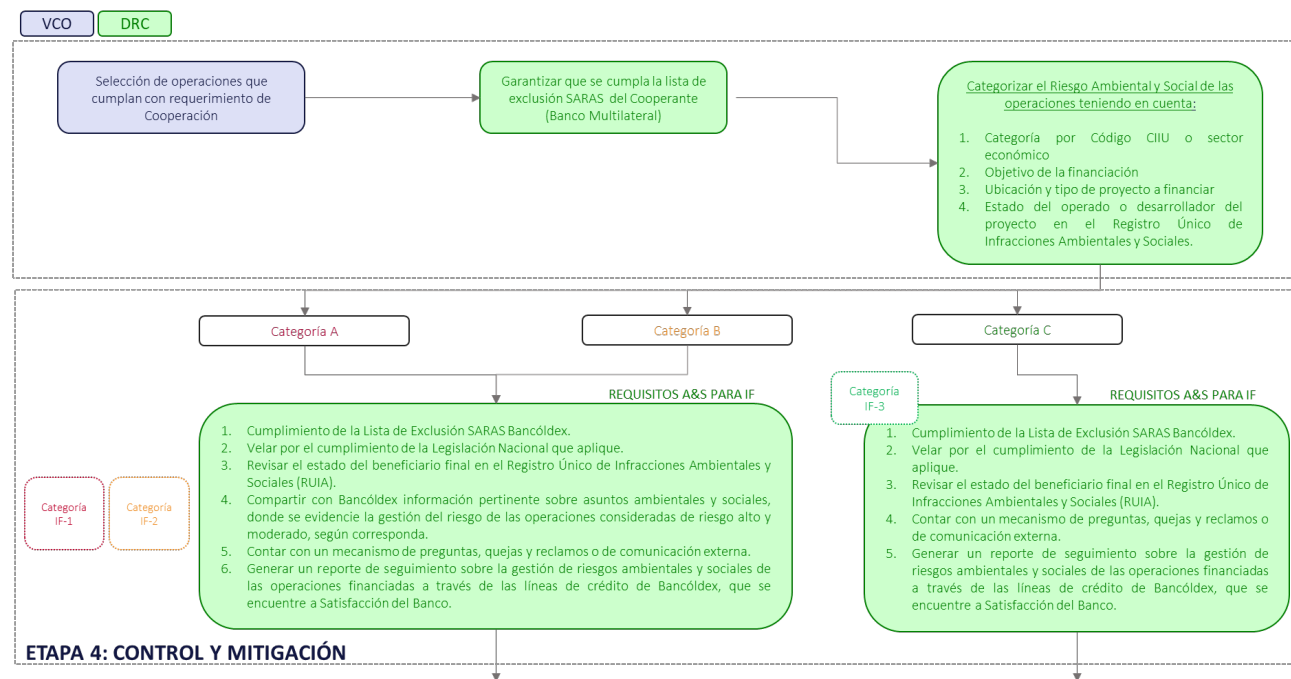 VCO
DRC
Selección de operaciones que
cumplan con requerimiento de
Cooperación
Garantizar que se cumpla la lista de
exclusión SARAS del Cooperante
(Banco Multilateral)
Categorizar el Riesgo Ambiental y Social de las
operaciones teniendo en cuenta:
1. Categoría por Código CIIU o sector
económico
2. Objetivo de la financiación
3. Ubicación y tipo de proyecto a financiar
4. Estado del operado o desarrollador del
proyecto en el Registro Único de
Infracciones Ambientales y Sociales.
Categoría A
Categoría B
Categoría C
REQUISITOS A&S PARA IF
Categoría
IF-1
Categoría
IF-2
1. Cumplimiento de la Lista de Exclusión SARAS Bancóldex.
2. Velar por el cumplimiento de la Legislación Nacional que aplique.
3. Revisar el estado del beneficiario final en el Registro Único de Infracciones Ambientales y
Sociales (RUIA).
4. Compartir con Bancóldex información pertinente sobre asuntos ambientales y sociales,
donde se evidencie la gestión del riesgo de las operaciones consideradas de riesgo alto y
moderado, según corresponda.
5. Contar con un mecanismo de preguntas, quejas y reclamos o de comunicación externa.
6. Generar un reporte de seguimiento sobre la gestión de riesgos ambientales y sociales de
las operaciones financiadas a través de las líneas de crédito de Bancóldex, que se
encuentre a Satisfacción del Banco.
Categoría
IF-3
REQUISITOS A&S PARA IF
1. Cumplimiento de la Lista de Exclusión SARAS Bancóldex.
2. Velar por el cumplimiento de la Legislación Nacional que
aplique.
3. Revisar el estado del beneficiario final en el Registro Único de
Infracciones Ambientales y Sociales (RUIA).
4. Contar con un mecanismo de preguntas, quejas y reclamos o
de comunicación externa.
5. Generar un reporte de seguimiento sobre la gestión de
riesgos ambientales y sociales de las operaciones financiadas
a través de las líneas de crédito de Bancóldex, que se
encuentre a Satisfacción del Banco.
ETAPA 4: CONTROL Y MITIGACIÓN